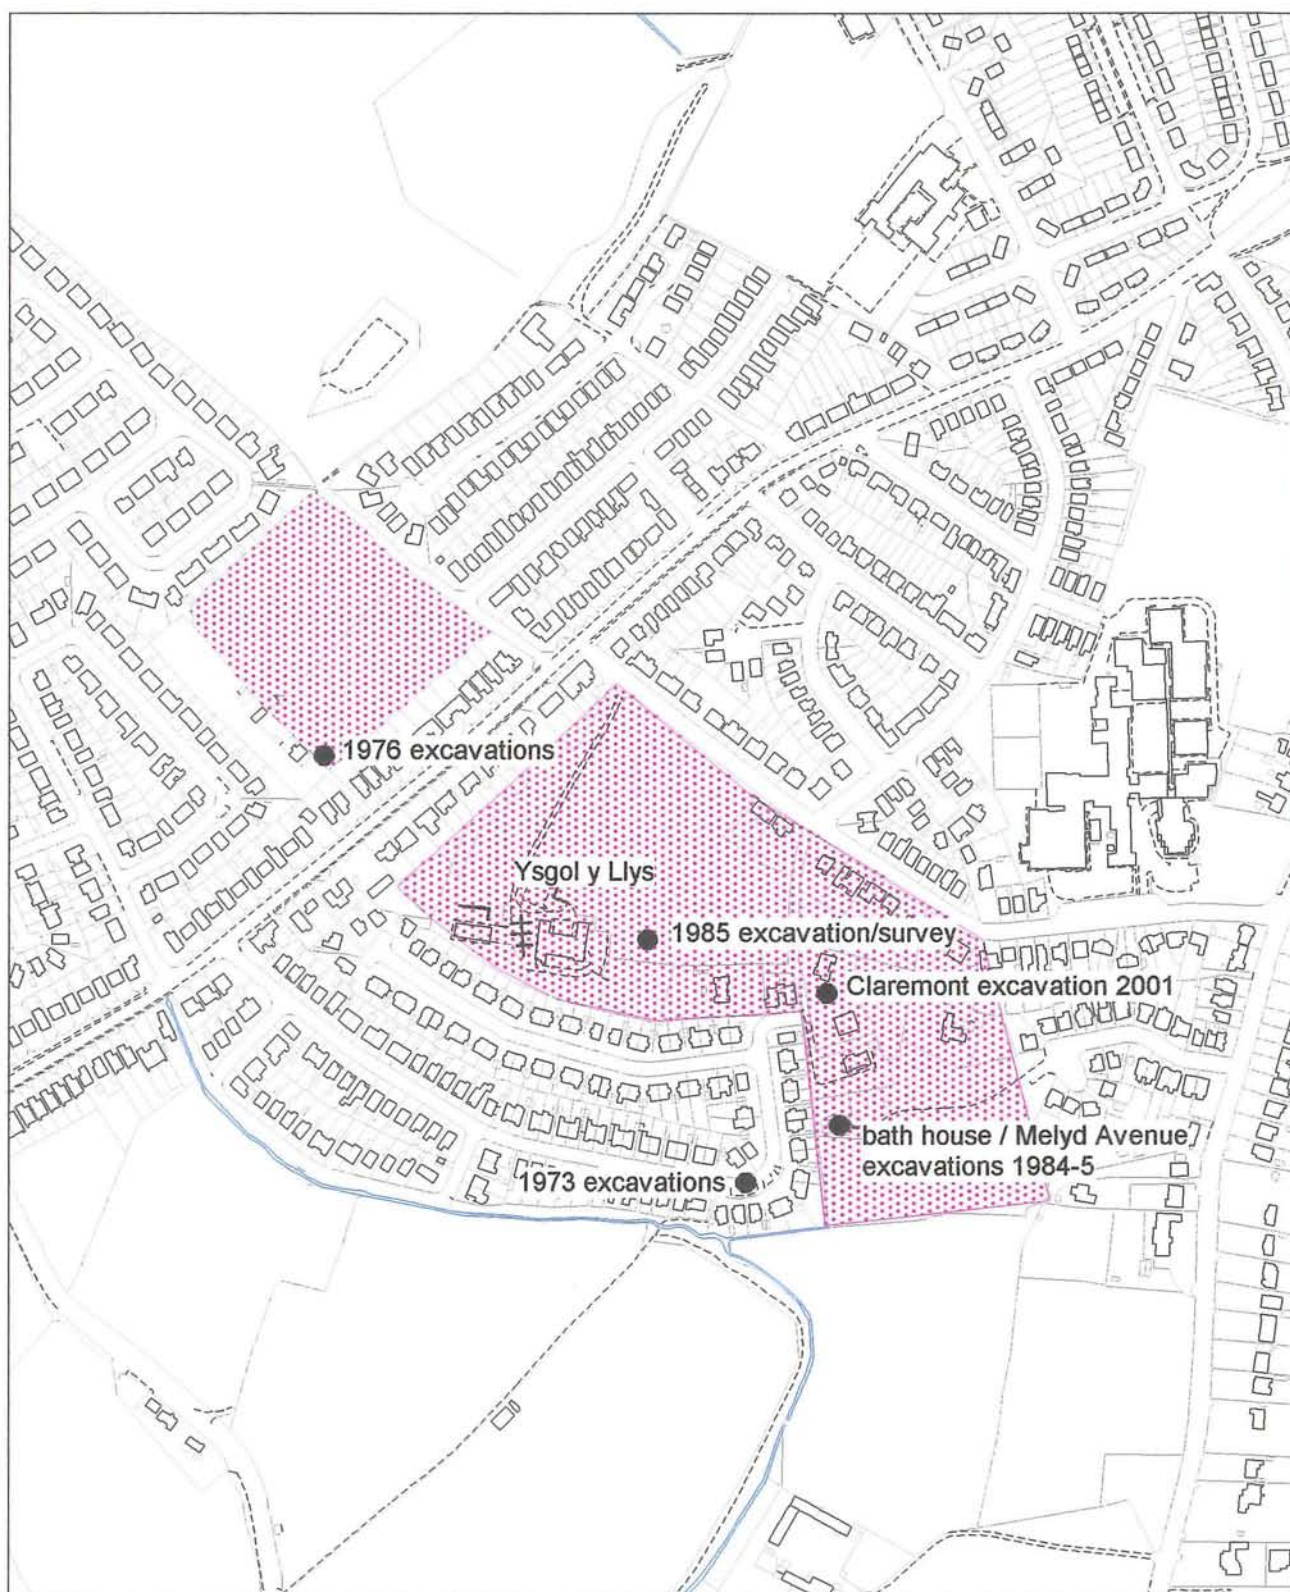 1976 excavations
Ysgol y Llys
1985 excavation/survey
Claremont excavation 2001
bath house / Melyd Avenue
excavations 1984-5
1973 excavations